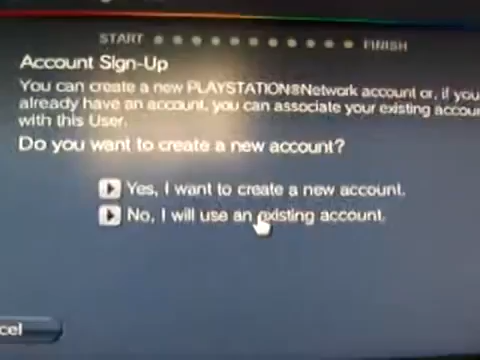 START FINISH
Account Sign-Up
You can create a new PLAYSTATION®Network account or, if you
already have an account, you can associate your existing accou
with this User.
Do you want to create a new account?
Yes, I want to create a new account.
No, I will use an existing account.
cel